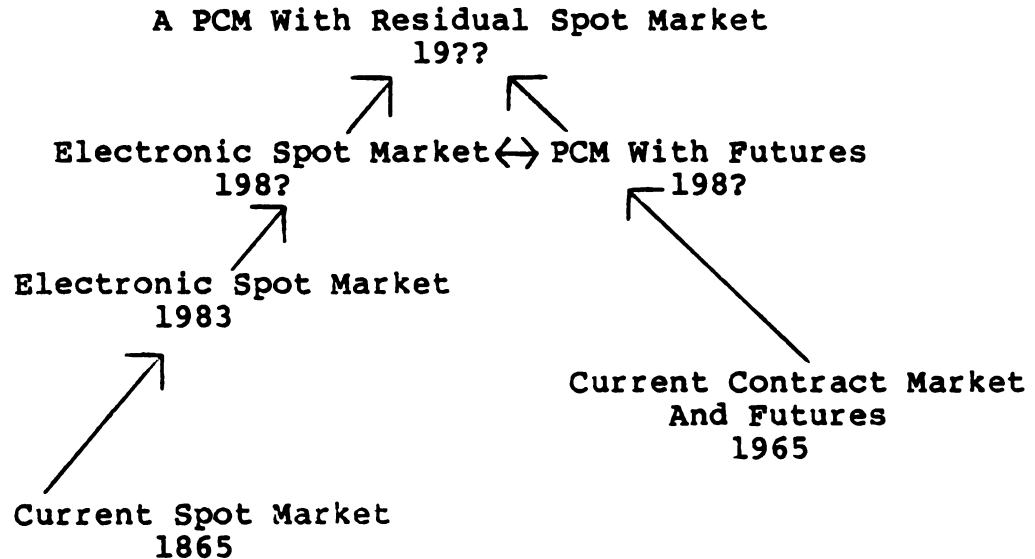 A PCM With Residual Spot Market
19??
Electronic Spot Market PCM With Futures
198? 198?
Electronic Spot Market
1983
Current Contract Market
And Futures
1965
Current Spot Market
1865